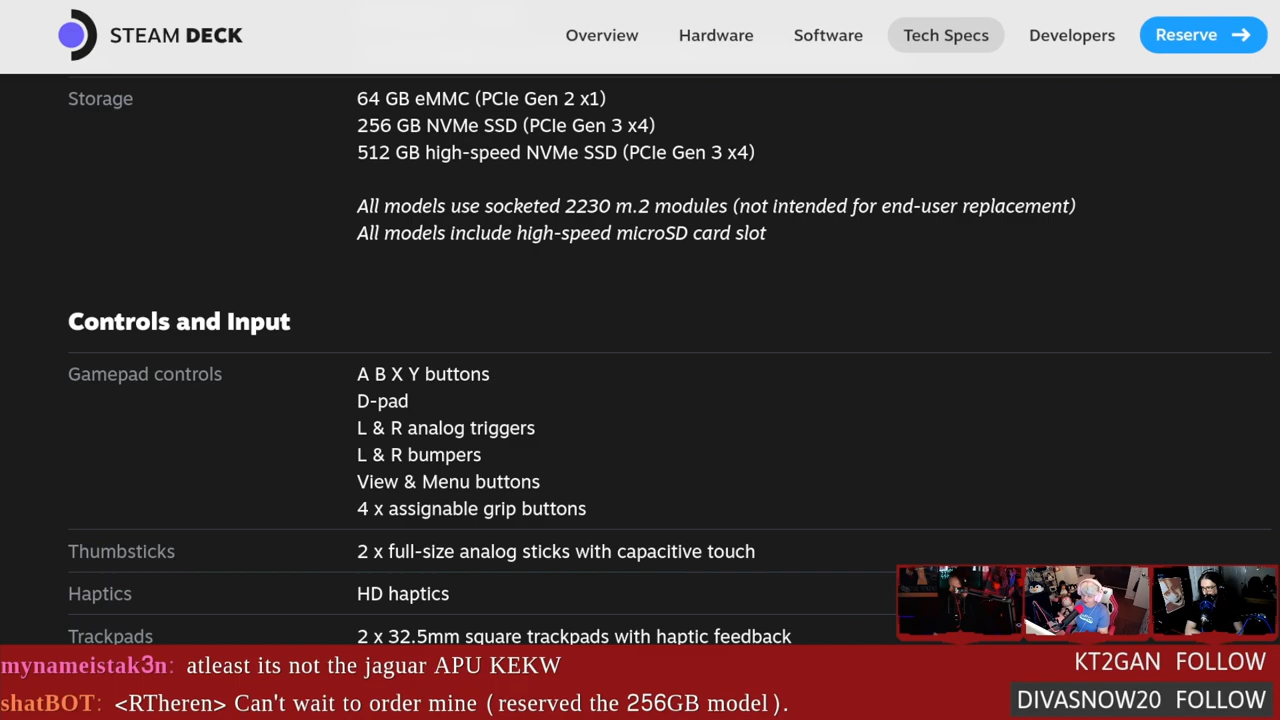 STEAM DECK
Overview Hardware Software Tech Specs Developers Reserve →
Storage 64 GB eMMC (PCIe Gen 2 x1)
256 GB NVMe SSD (PCIe Gen 3 x4)
512 GB high-speed NVMe SSD (PCIe Gen 3 x4)
All models use socketed 2230 m.2 modules (not intended for end-user replacement)
All models include high-speed microSD card slot
Controls and Input
Gamepad controls A B X Y buttons
D-pad
L & R analog triggers
L & R bumpers
View & Menu buttons
4 x assignable grip buttons
Thumbsticks 2 x full-size analog sticks with capacitive touch
Haptics HD haptics
Trackpads 2 x 32.5mm square trackpads with haptic feedback
mynameistak3n: atleast its not the jaguar APU KEKW
shatBOT: <RTheren> Can't wait to order mine (reserved the 256GB model).
KT2GAN FOLLOW
DIVASNOW20 FOLLOW